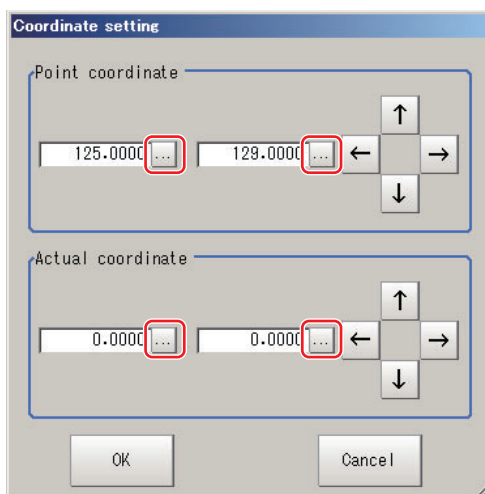 Coordinate setting
Point coordinate
↑
125.0000 ... 129.0000 ... ← →
↓
Actual coordinate
↑
0.0000 ... 0.0000 ... ← →
↓
OK Cancel